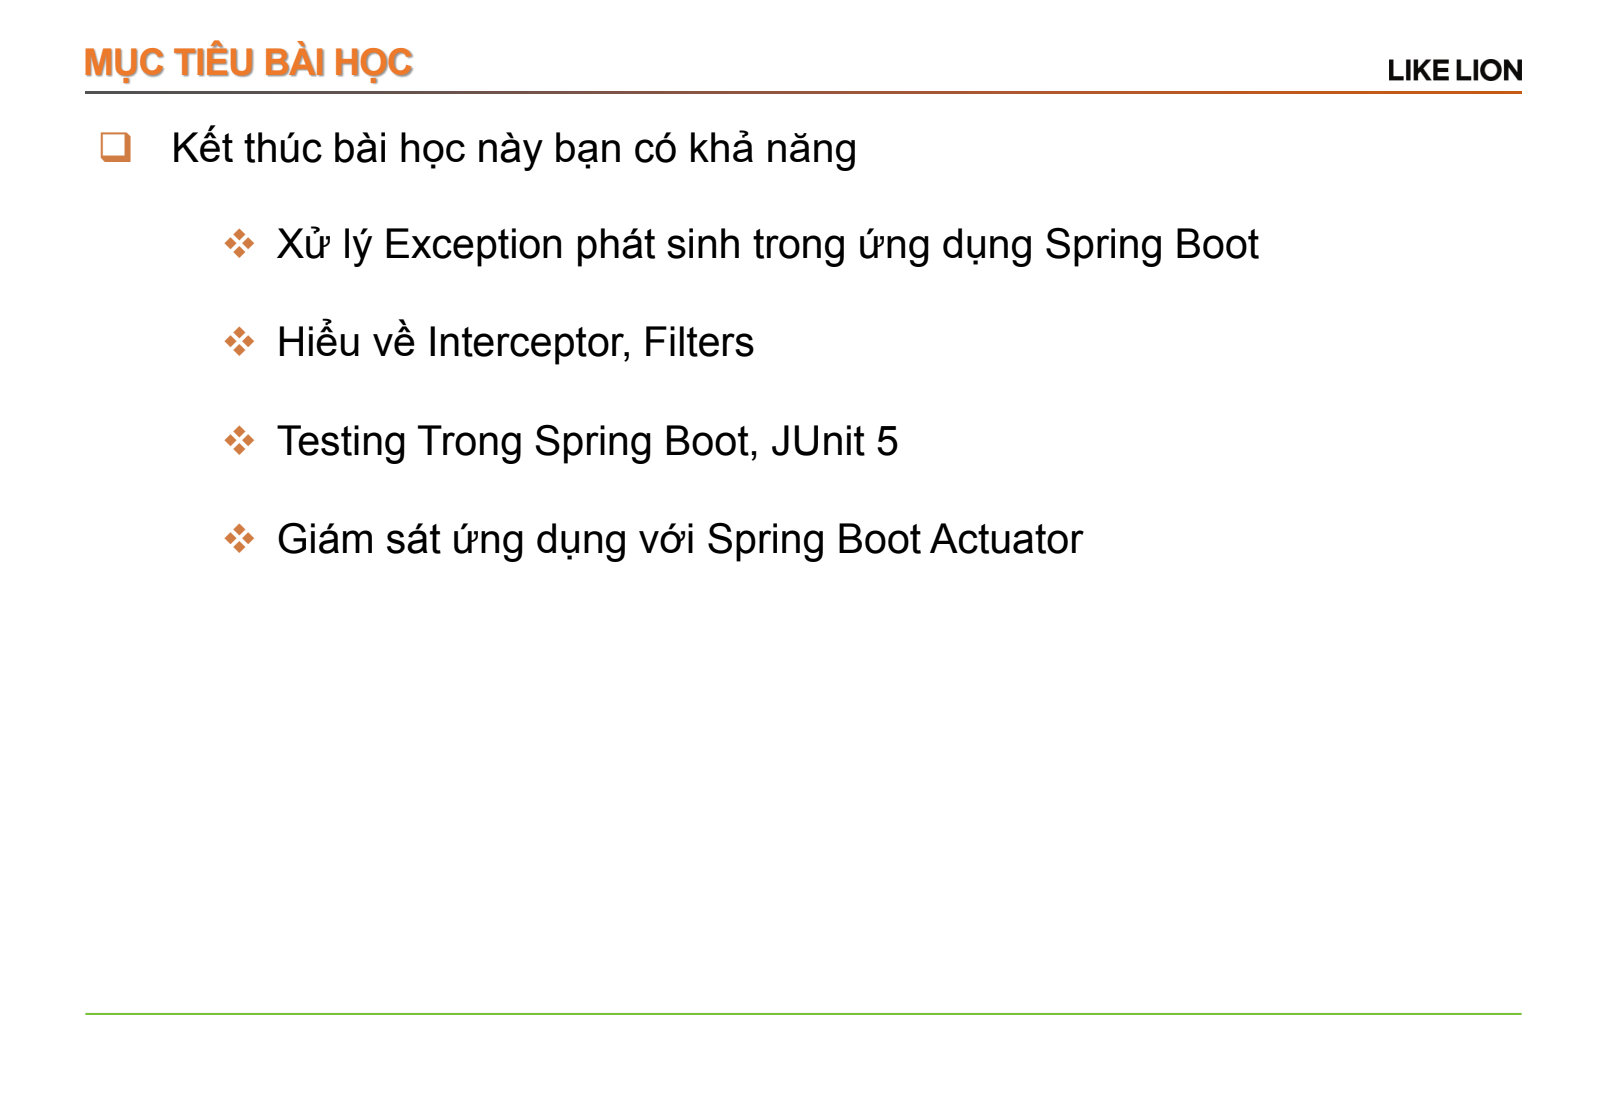 MỤC TIÊU BÀI HỌC
LIKE LION
Kết thúc bài học này bạn có khả năng
Xử lý Exception phát sinh trong ứng dụng Spring Boot
Hiểu về Interceptor, Filters
Testing Trong Spring Boot, JUnit 5
Giám sát ứng dụng với Spring Boot Actuator